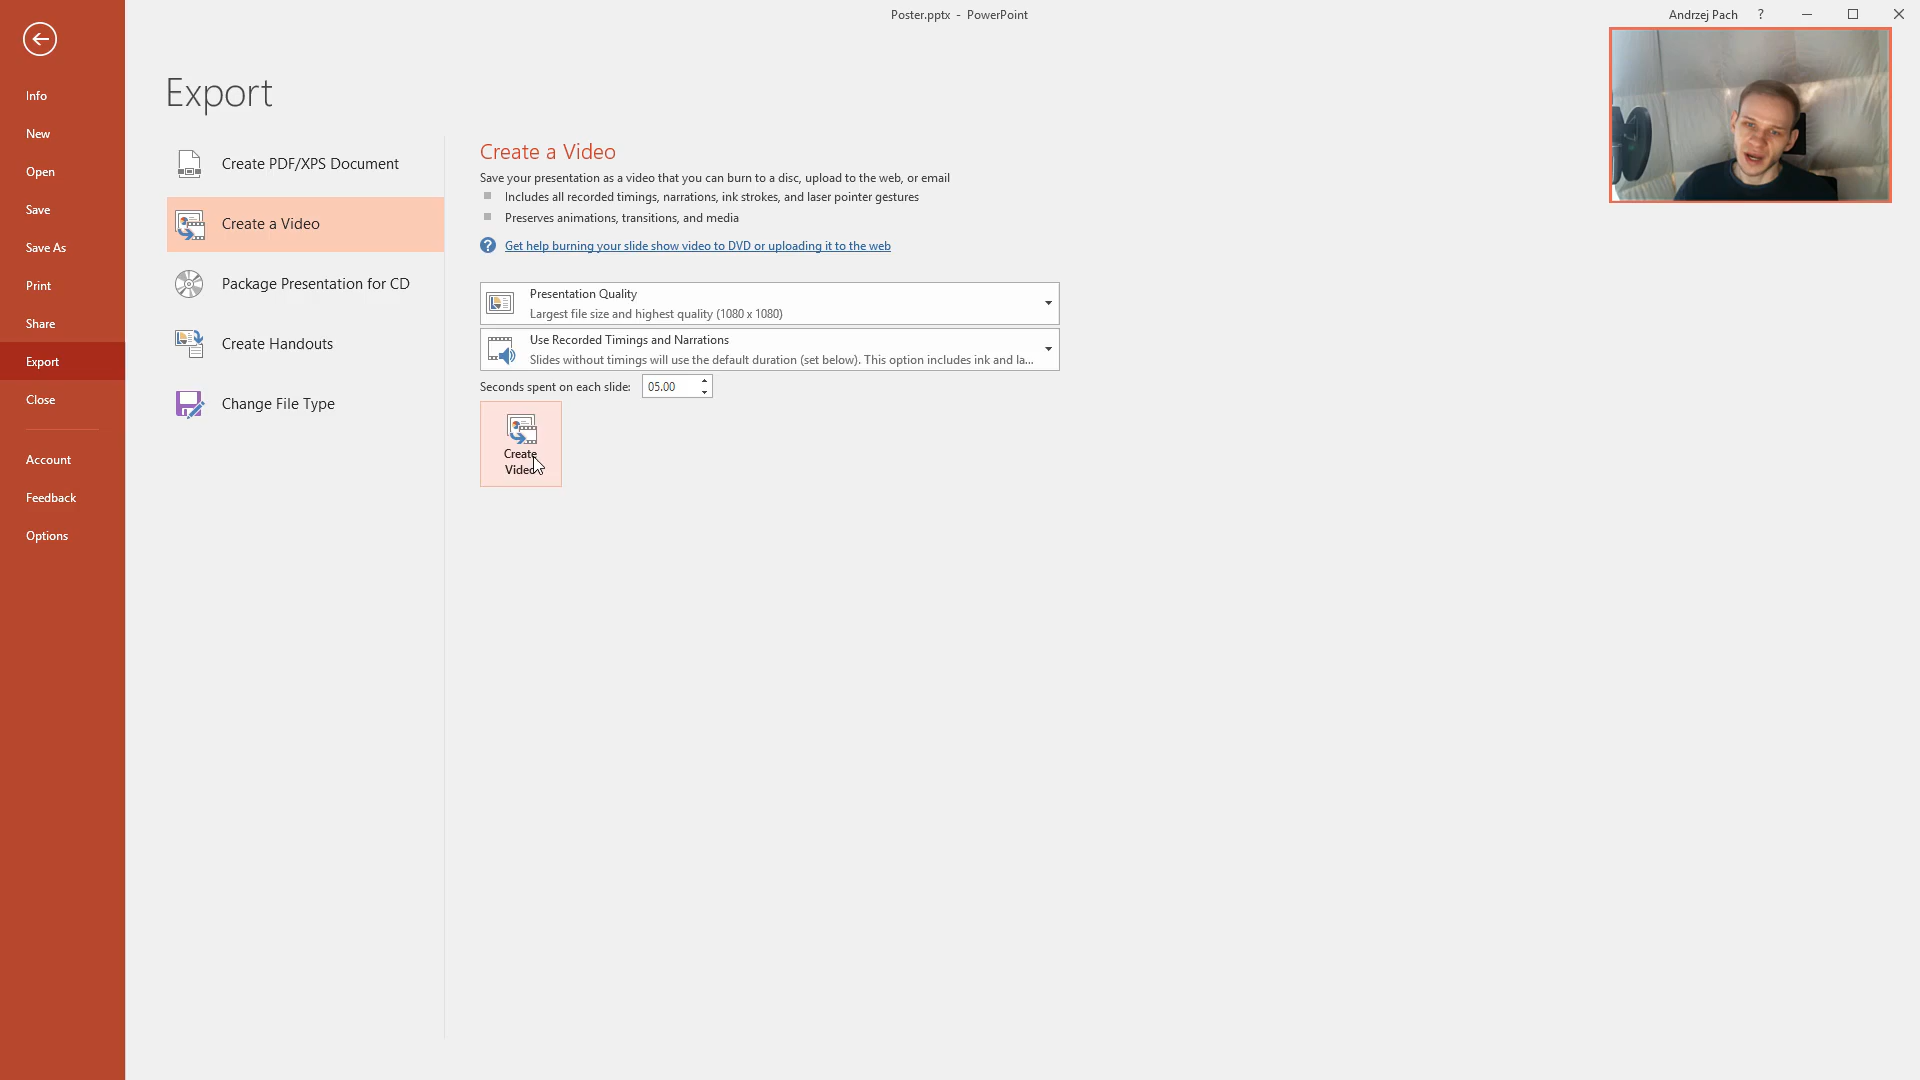 Poster.pptx - PowerPoint
Andrzej Pach
?
Info
New
Open
Save
Save As
Print
Share
Export
Close
Account
Feedback
Options
Export
Create PDF/XPS Document
Create a Video
Package Presentation for CD
Create Handouts
Change File Type
Create a Video
Save your presentation as a video that you can burn to a disc, upload to the web, or email
Includes all recorded timings, narrations, ink strokes, and laser pointer gestures
Preserves animations, transitions, and media
? Get help burning your slide show video to DVD or uploading it to the web
Presentation Quality
Largest file size and highest quality (1080 x 1080)
Use Recorded Timings and Narrations
Slides without timings will use the default duration (set below). This option includes ink and la...
Seconds spent on each slide: 05.00
Create
Video